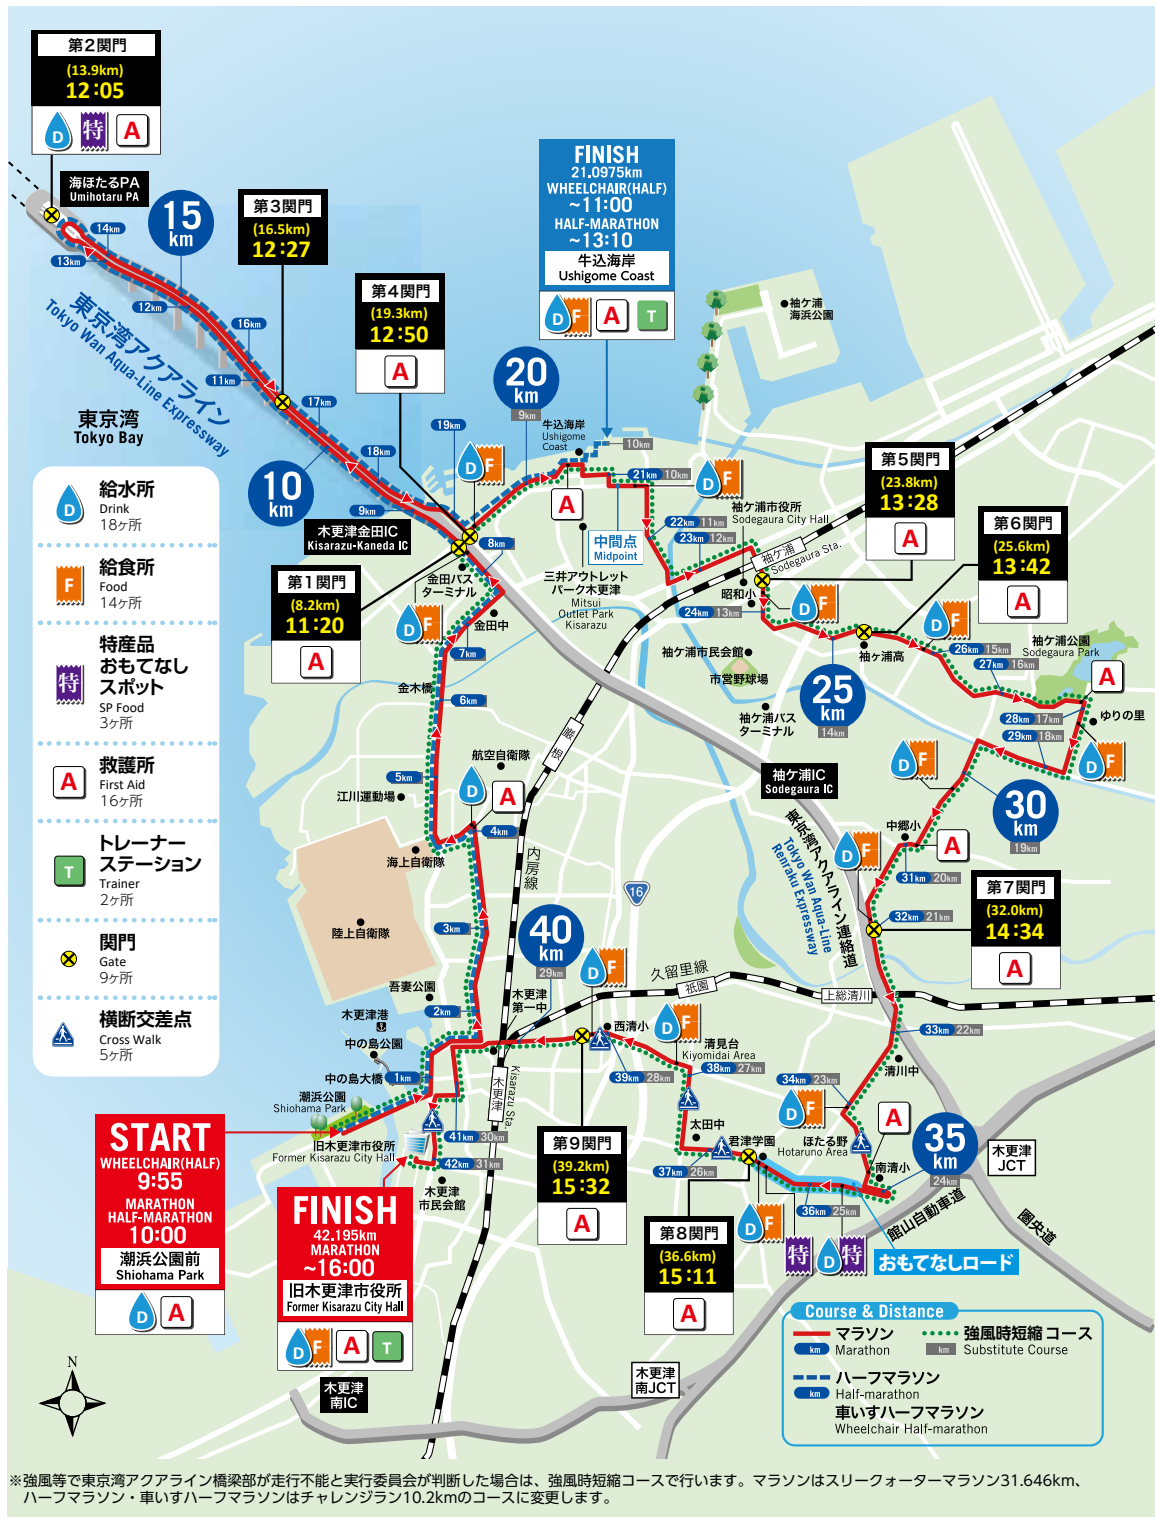 第2関門
(13.9km)
12:05
D
特
A
海ほたるPA
Umihotaru PA
15
km
14km
13km
12km
16km
11km
17km
18km
9km
10
km
東京湾アクアライン
Tokyo Wan Aqua-Line Expressway
東京湾
Tokyo Bay
第3関門
(16.5km)
12:27
第4関門
(19.3km)
12:50
A
FINISH
21.0975km
WHEELCHAIR(HALF)
~11:00
HALF-MARATHON
~13:10
牛込海岸
Ushigome Coast
D
F
A
T
袖ケ浦
海浜公園
20
km
9km
19km
D
F
牛込海岸
Ushigome
Coast
10km
21km 10km
A
D
F
中間点
Midpoint
22km 11km
23km 12km
袖ケ浦市役所
Sodegaura City Hall
袖ケ浦
Sodegaura Sta.
昭和小
24km 13km
D
F
第5関門
(23.8km)
13:28
A
第6関門
(25.6km)
13:42
A
木更津金田IC
Kisarazu-Kaneda IC
8km
金田バス
ターミナル
金田中
第1関門
(8.2km)
11:20
A
D
F
7km
三井アウトレット
パーク木更津
Mitsui
Outlet Park
Kisarazu
袖ケ浦市民会館
市営野球場
袖ケ浦バス
ターミナル
25
km
14km
袖ケ浦高
D
F
26km 15km
27km 16km
袖ケ浦公園
Sodegaura Park
A
28km 17km
29km 18km
ゆりの里
D
F
金木橋
6km
巌根
航空自衛隊
5km
江川運動場
D
A
4km
海上自衛隊
内房線
陸上自衛隊
3km
吾妻公園
2km
木更津港
中の島公園
中の島大橋
1km
潮浜公園
Shiohama Park
16
袖ケ浦IC
Sodegaura IC
東京湾アクアライン連絡道
Tokyo Wan Aqua-Line
Renraku Expressway
D
F
30
km
19km
中郷小
A
D
F
31km 20km
32km 21km
第7関門
(32.0km)
14:34
A
40
km
29km
D
F
木更津
第一中
久留里線
祇園
上総清川
西清小
D
F
清見台
Kiyomidai Area
39km 28km
38km 27km
33km 22km
清川中
34km 23km
D
F
A
ほたる野
Hotaruno Area
南清小
35
km
24km
木更津
JCT
太田中
君津学園
37km 26km
36km 25km
D
F
特
D
特
館山自動車道
圏央道
おもてなしロード
第8関門
(36.6km)
15:11
A
第9関門
(39.2km)
15:32
A
木更津
Kisarazu Sta.
41km 30km
42km 31km
旧木更津市役所
Former Kisarazu City Hall
木更津
市民会館
START
WHEELCHAIR(HALF)
9:55
MARATHON
HALF-MARATHON
10:00
潮浜公園前
Shiohama Park
D
A
FINISH
42.195km
MARATHON
~16:00
旧木更津市役所
Former Kisarazu City Hall
D
F
A
T
木更津
南IC
木更津
南JCT
N
D
給水所
Drink
18ヶ所
F
給食所
Food
14ヶ所
特
特産品
おもてなし
スポット
SP Food
3ヶ所
A
救護所
First Aid
16ヶ所
T
トレーナー
ステーション
Trainer
2ヶ所
関門
Gate
9ヶ所
横断交差点
Cross Walk
5ヶ所
Course & Distance
マラソン
km Marathon
強風時短縮コース
km Substitute Course
ハーフマラソン
km Half-marathon
車いすハーフマラソン
Wheelchair Half-marathon
※強風等で東京湾アクアライン橋梁部が走行不能と実行委員会が判断した場合は、強風時短縮コースで行います。マラソンはスリークォーターマラソン31.646km、
ハーフマラソン・車いすハーフマラソンはチャレンジラン10.2kmのコースに変更します。